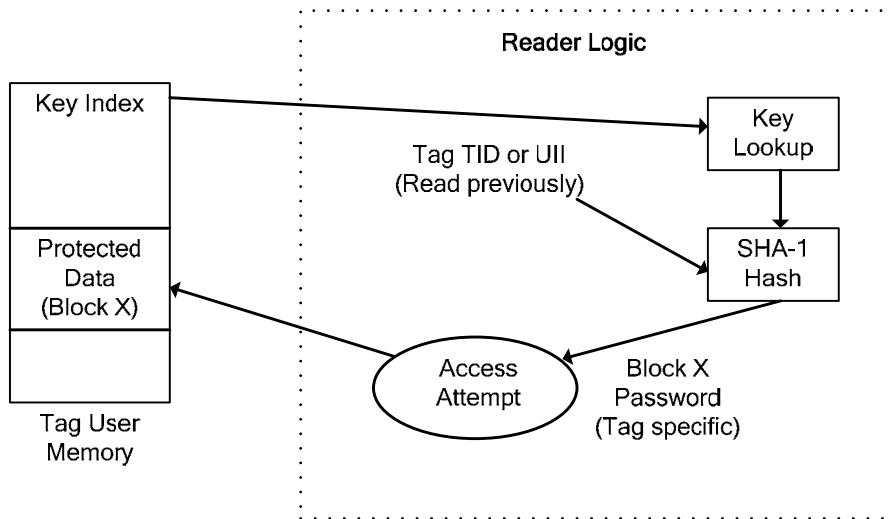 Reader Logic
Key Index
Key
Lookup
Tag TID or UII
(Read previously)
Protected
Data
(Block X)
SHA-1
Hash
Access
Attempt
Block X
Password
(Tag specific)
Tag User
Memory